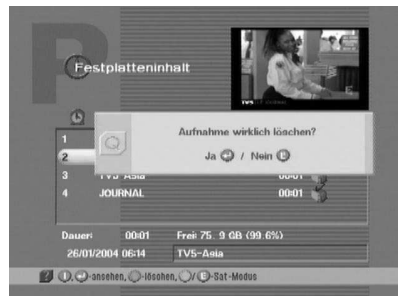 Festplatteninhalt
TV5
1
Aufnahme wirklich löschen?
2
Ja / Nein E
3 TV5-Asia 00:01
4 JOURNAL 00:01
Dauer: 00:01 Frei: 75. 9 GB (99.6%)
26/01/2004 06:14 TV5-Asia
-ansehen, -löschen, / -Sat-Modus